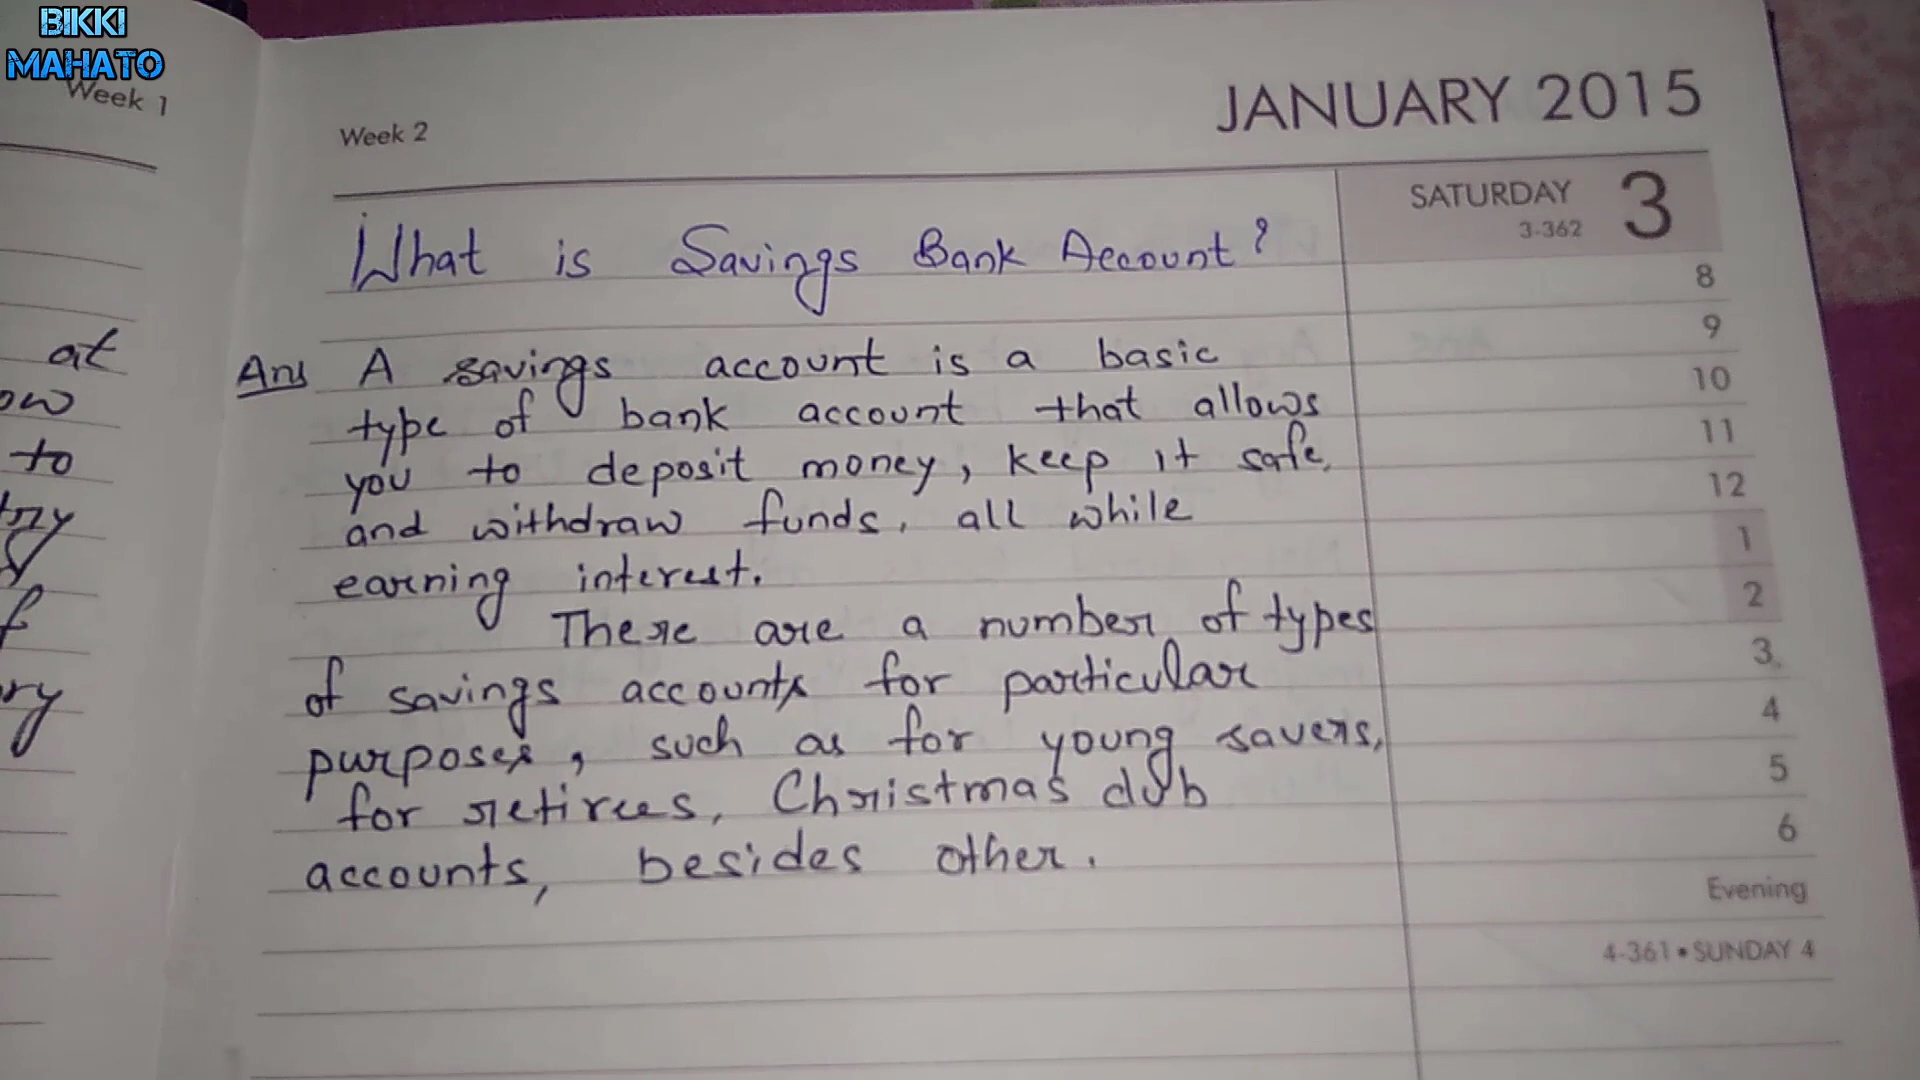 BIKKI
MAHATO
Week 1
at
ow
to
ry
Week 2
JANUARY 2015
SATURDAY 3
3-362
What is Savings Bank Account?
Ans A savings account is a basic
type of bank account that allows
you to deposit money, keep it safe,
and withdraw funds, all while
earning interest.
There are a number of types
of savings accounts for particular
purposes, such as for young savers,
for retirees, Christmas club
accounts, besides other.
8
9
10
11
12
1
2
3
4
5
6
Evening
4-361 • SUNDAY 4